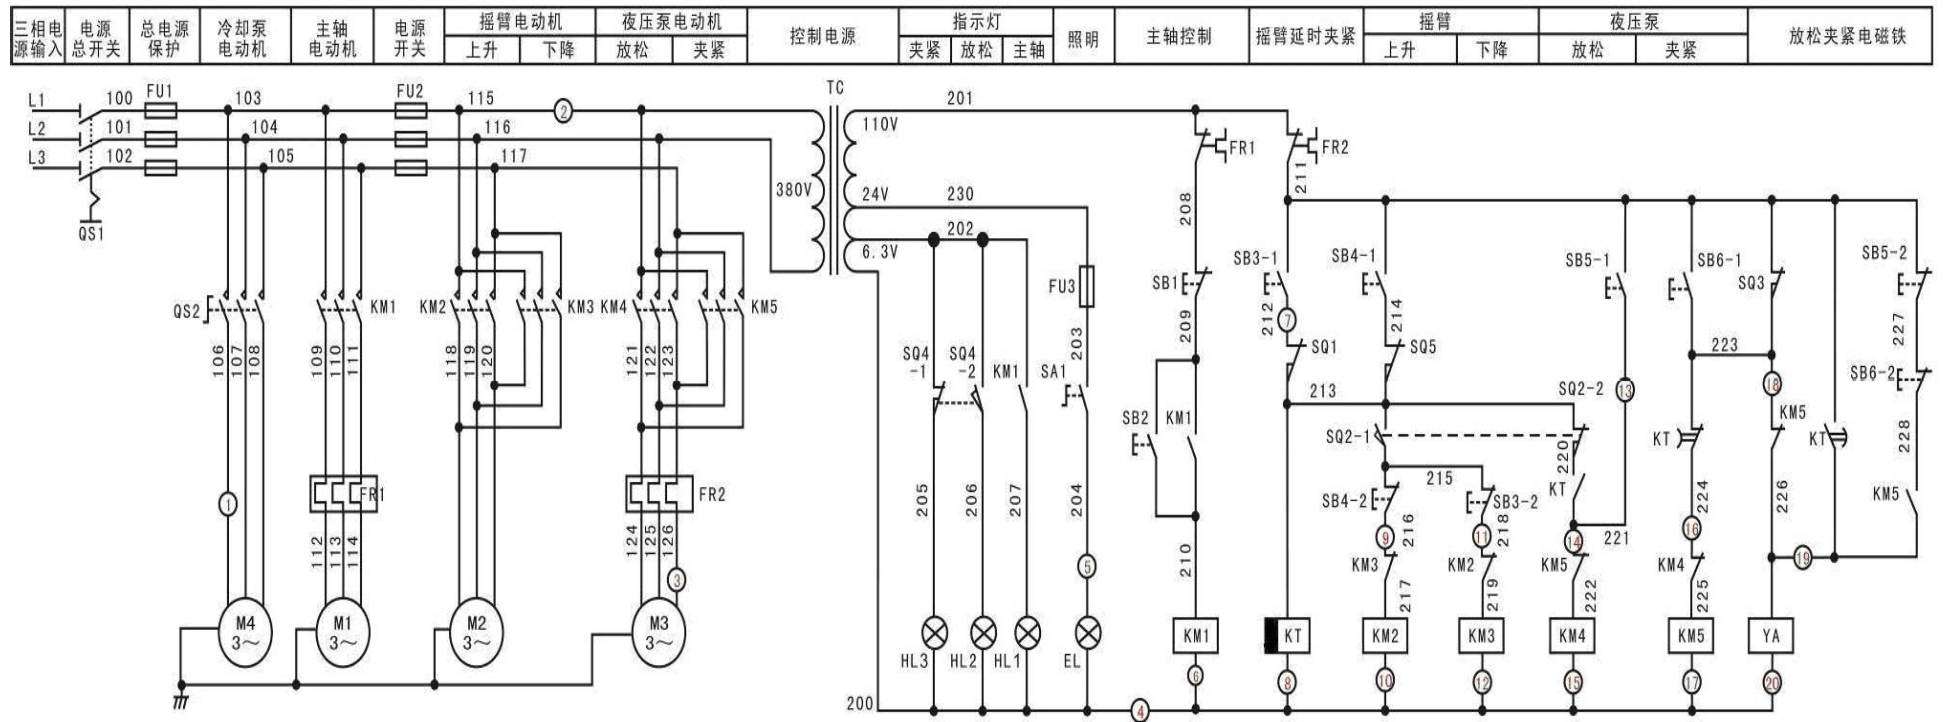 三相电
源输入
电源
总开关
总电源
保护
冷却泵
电动机
主轴
电动机
电源
开关
摇臂电动机
上升
下降
夜压泵电动机
放松
夹紧
控制电源
指示灯
夹紧
放松
主轴
照明
主轴控制
摇臂延时夹紧
摇臂
上升
下降
夜压泵
放松
夹紧
放松夹紧电磁铁
L1
100
FU1
103
FU2
115
2
TC
201
L2
101
104
116
110V
L3
102
105
117
FR1
FR2
211
380V
24V
230
208
QS1
202
6.3V
SB3-1
SB4-1
SB5-1
SB6-1
SQ3
SB5-2
QS2
KM1
KM2
KM3
KM4
KM5
FU3
SB1
209
212
7
214
227
106
107
108
109
110
111
118
119
120
121
122
123
203
SQ4
-1
SQ4
-2
KM1
SA1
SQ1
SQ5
223
SB6-2
213
SQ2-2
13
18
SB2
KM1
SQ2-1
220
KT
KM5
KT
228
1
FR1
FR2
205
206
207
204
215
SB4-2
SB3-2
KT
224
226
KM5
112
113
114
124
125
126
3
5
210
216
9
218
11
14
221
16
19
KM3
KM2
KM5
KM4
217
219
222
225
M4
3～
M1
3～
M2
3～
M3
3～
HL3
HL2
HL1
EL
KM1
KT
KM2
KM3
KM4
KM5
YA
6
8
10
12
15
17
20
200
4